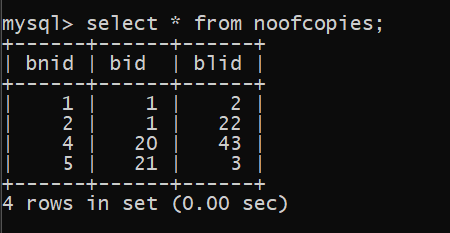 mysql> select * from noofcopies;
+------+------+------+
| bnid | bid  | blid |
+------+------+------+
|    1 |    1 |    2 |
|    2 |    1 |   22 |
|    4 |   20 |   43 |
|    5 |   21 |    3 |
+------+------+------+
4 rows in set (0.00 sec)